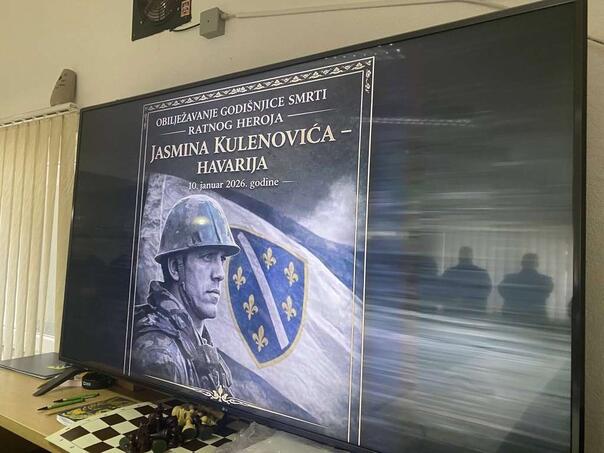 OBILJEŽAVANJE GODIŠNJICE SMRTI
RATNOG HEROJA
JASMINA KULENOVIĆA –
HAVARIJA
10. januar 2026. godine